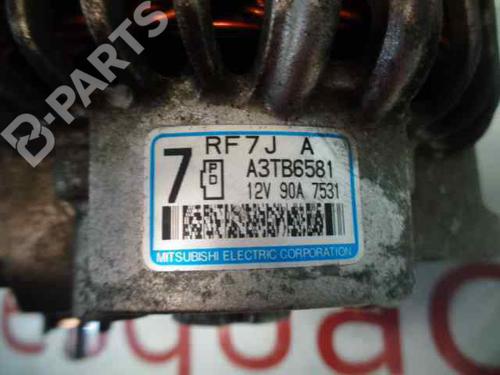 B-PARTS
7
RF7J A
P
D
A3TB6581
12V 90A 7531
MITSUBISHI ELECTRIC CORPORATION